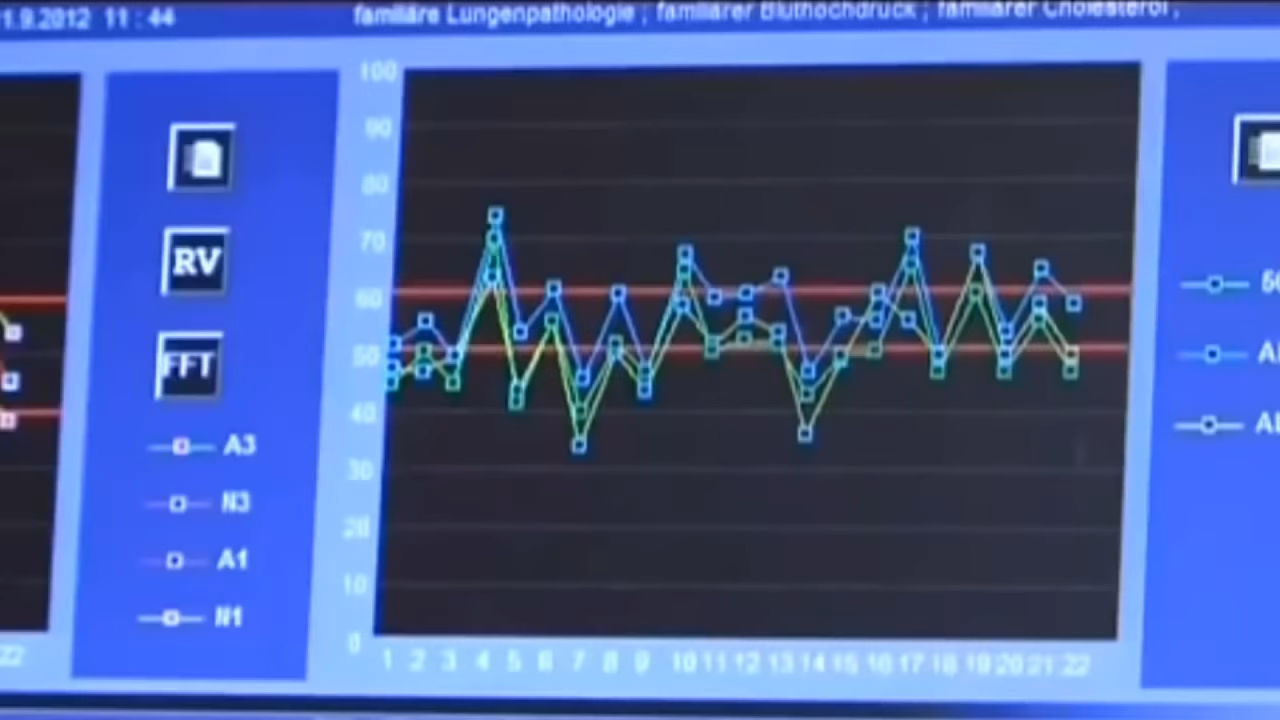 1.9.2012 11:44
familiäre Lungenpathologie ; familiärer Bluthochdruck ; familiärer Cholesterol ,
100
90
80
70
60
50
40
30
20
10
0
RV
FFT
A3
N3
A1
N1
22
1 2 3 4 5 6 7 8 9 10 11 12 13 14 15 16 17 18 19 20 21 22